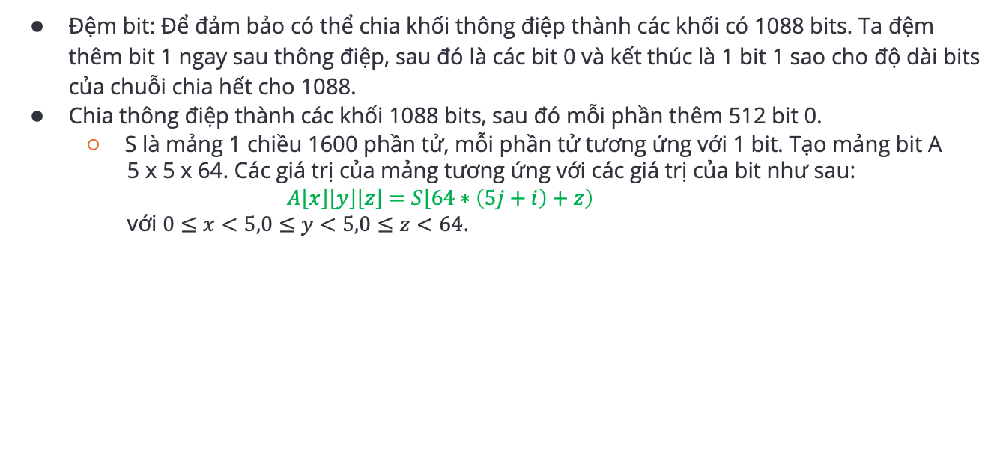 ● Đệm bit: Để đảm bảo có thể chia khối thông điệp thành các khối có 1088 bits. Ta đệm
thêm bit 1 ngay sau thông điệp, sau đó là các bit 0 và kết thúc là 1 bit 1 sao cho độ dài bits
của chuỗi chia hết cho 1088.
● Chia thông điệp thành các khối 1088 bits, sau đó mỗi phần thêm 512 bit 0.
○ S là mảng 1 chiều 1600 phần tử, mỗi phần tử tương ứng với 1 bit. Tạo mảng bit A
5 x 5 x 64. Các giá trị của mảng tương ứng với các giá trị của bit như sau:
A[x][y][z] = S[64 ∗ (5j + i) + z)
với 0 ≤ x < 5,0 ≤ y < 5,0 ≤ z < 64.